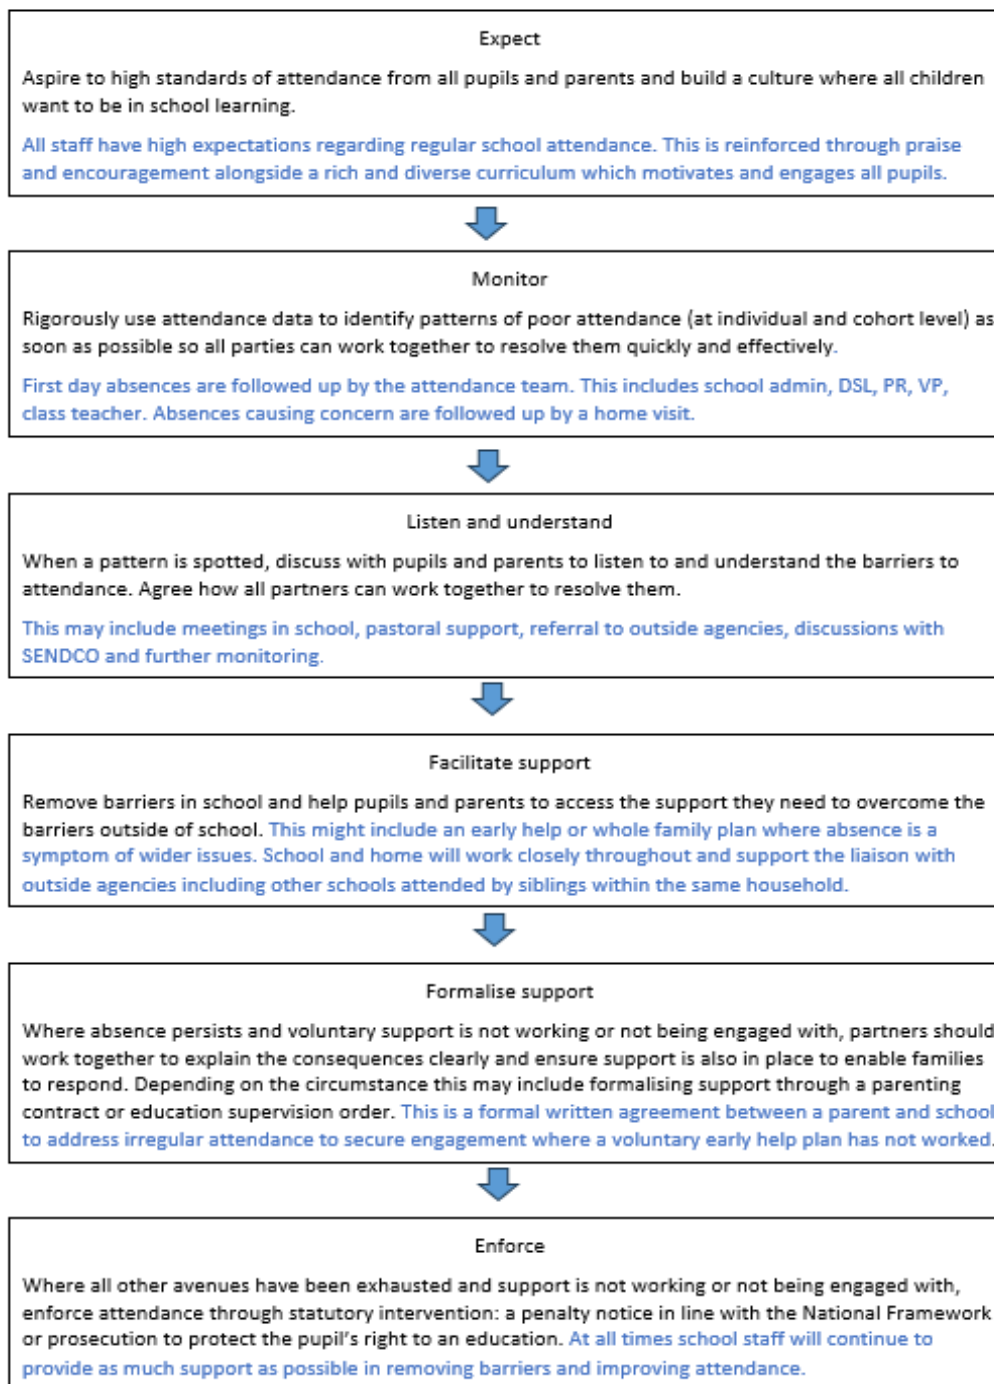 Expect
Aspire to high standards of attendance from all pupils and parents and build a culture where all children
want to be in school learning.
All staff have high expectations regarding regular school attendance. This is reinforced through praise
and encouragement alongside a rich and diverse curriculum which motivates and engages all pupils.
Monitor
Rigorously use attendance data to identify patterns of poor attendance (at individual and cohort level) as
soon as possible so all parties can work together to resolve them quickly and effectively.
First day absences are followed up by the attendance team. This includes school admin, DSL, PR, VP,
class teacher. Absences causing concern are followed up by a home visit.
Listen and understand
When a pattern is spotted, discuss with pupils and parents to listen to and understand the barriers to
attendance. Agree how all partners can work together to resolve them.
This may include meetings in school, pastoral support, referral to outside agencies, discussions with
SENDCO and further monitoring.
Facilitate support
Remove barriers in school and help pupils and parents to access the support they need to overcome the
barriers outside of school. This might include an early help or whole family plan where absence is a
symptom of wider issues. School and home will work closely throughout and support the liaison with
outside agencies including other schools attended by siblings within the same household.
Formalise support
Where absence persists and voluntary support is not working or not being engaged with, partners should
work together to explain the consequences clearly and ensure support is also in place to enable families
to respond. Depending on the circumstance this may include formalising support through a parenting
contract or education supervision order. This is a formal written agreement between a parent and school
to address irregular attendance to secure engagement where a voluntary early help plan has not worked.
Enforce
Where all other avenues have been exhausted and support is not working or not being engaged with,
enforce attendance through statutory intervention: a penalty notice in line with the National Framework
or prosecution to protect the pupil's right to an education. At all times school staff will continue to
provide as much support as possible in removing barriers and improving attendance.